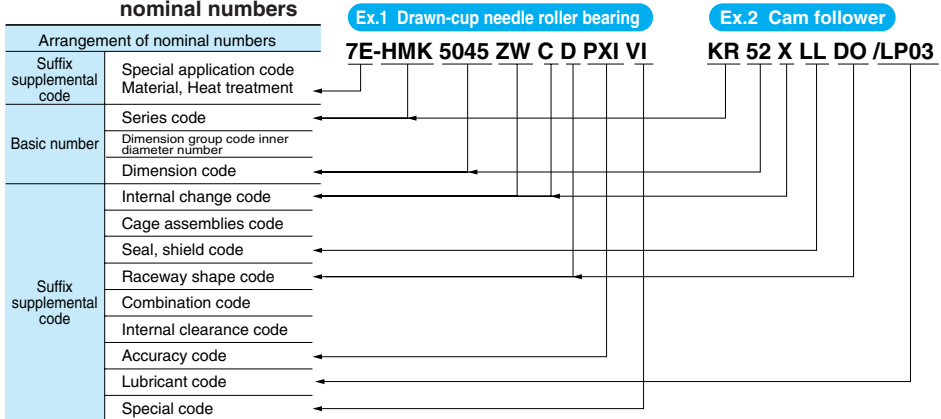 nominal numbers
Ex.1 Drawn-cup needle roller bearing
Ex.2 Cam follower
Arrangement of nominal numbers
7E-HMK 5045 ZW C D PXI VI
KR 52 X LL DO /LP03
Suffix
supplemental
code
Special application code
Material, Heat treatment
Basic number
Series code
Dimension group code inner
diameter number
Dimension code
Suffix
supplemental
code
Internal change code
Cage assemblies code
Seal, shield code
Raceway shape code
Combination code
Internal clearance code
Accuracy code
Lubricant code
Special code